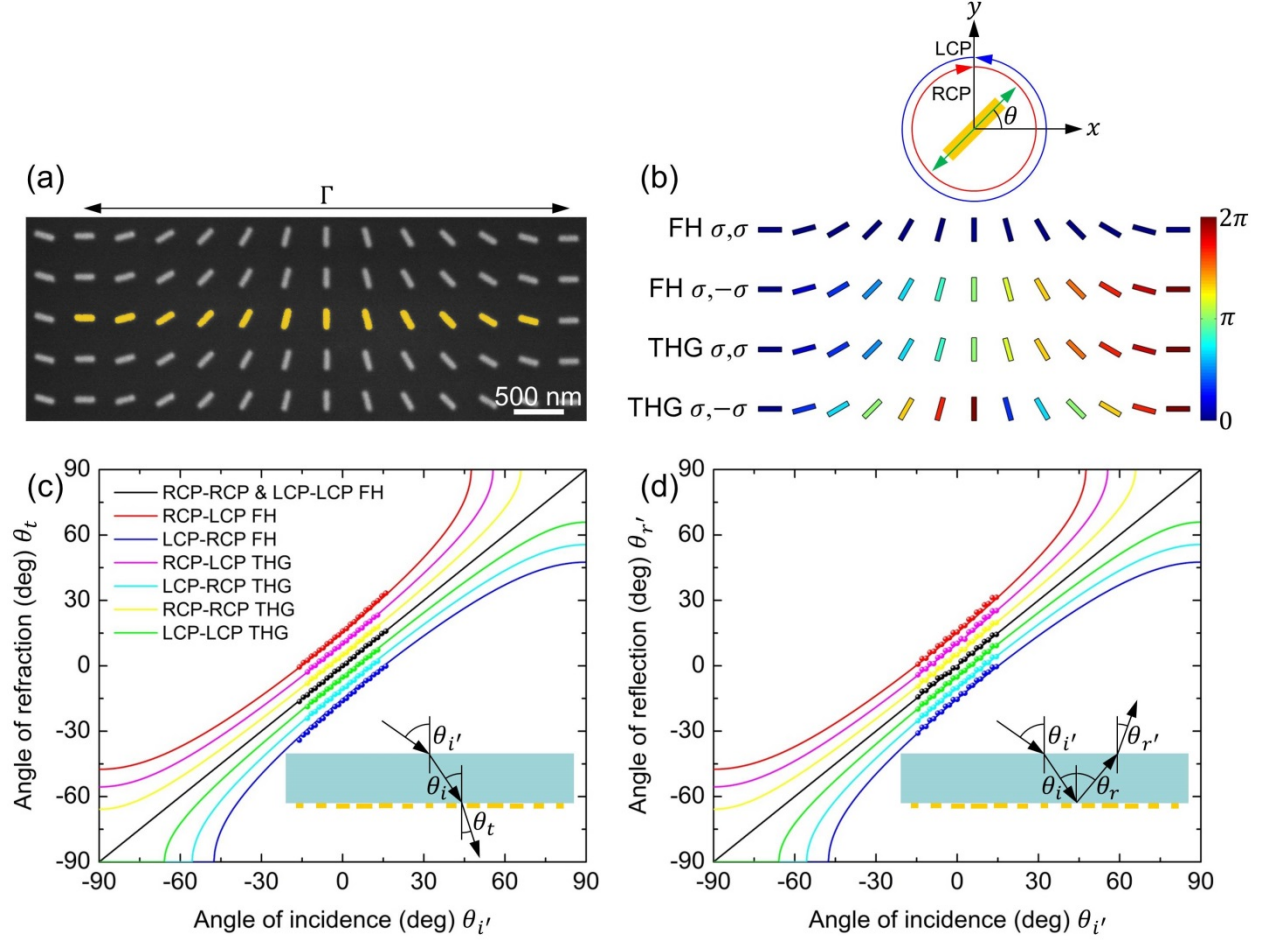 y
LCP
RCP
θ
x
(a)
Γ
500 nm
(b)
FH σ,σ
FH σ,−σ
THG σ,σ
THG σ,−σ
2π
π
0
(c)
RCP-RCP & LCP-LCP FH
RCP-LCP FH
LCP-RCP FH
RCP-LCP THG
LCP-RCP THG
RCP-RCP THG
LCP-LCP THG
Angle of refraction (deg) θt
90
60
30
0
-30
-60
-90
θi′
θi
θt
-90 -60 -30 0 30 60 90
Angle of incidence (deg) θi′
(d)
Angle of reflection (deg) θr′
90
60
30
0
-30
-60
-90
θi′
θr′
θi
θr
-90 -60 -30 0 30 60 90
Angle of incidence (deg) θi′